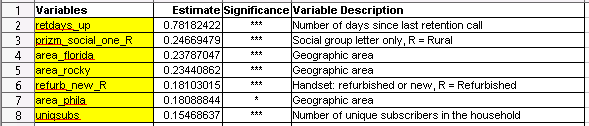 1 Variables Estimate Significance Variable Description
2 retdays_up 0.78182422 *** Number of days since last retention call
3 prizm_social_one_R 0.24669479 *** Social group letter only, R = Rural
4 area_florida 0.23787047 *** Geographic area
5 area_rocky 0.23440862 *** Geographic area
6 refurb_new_R 0.18103015 *** Handset: refurbished or new, R = Refurbish
7 area_phila 0.18088844 * Geographic area
8 uniqsubs 0.15468637 *** Number of unique subscribers in the household